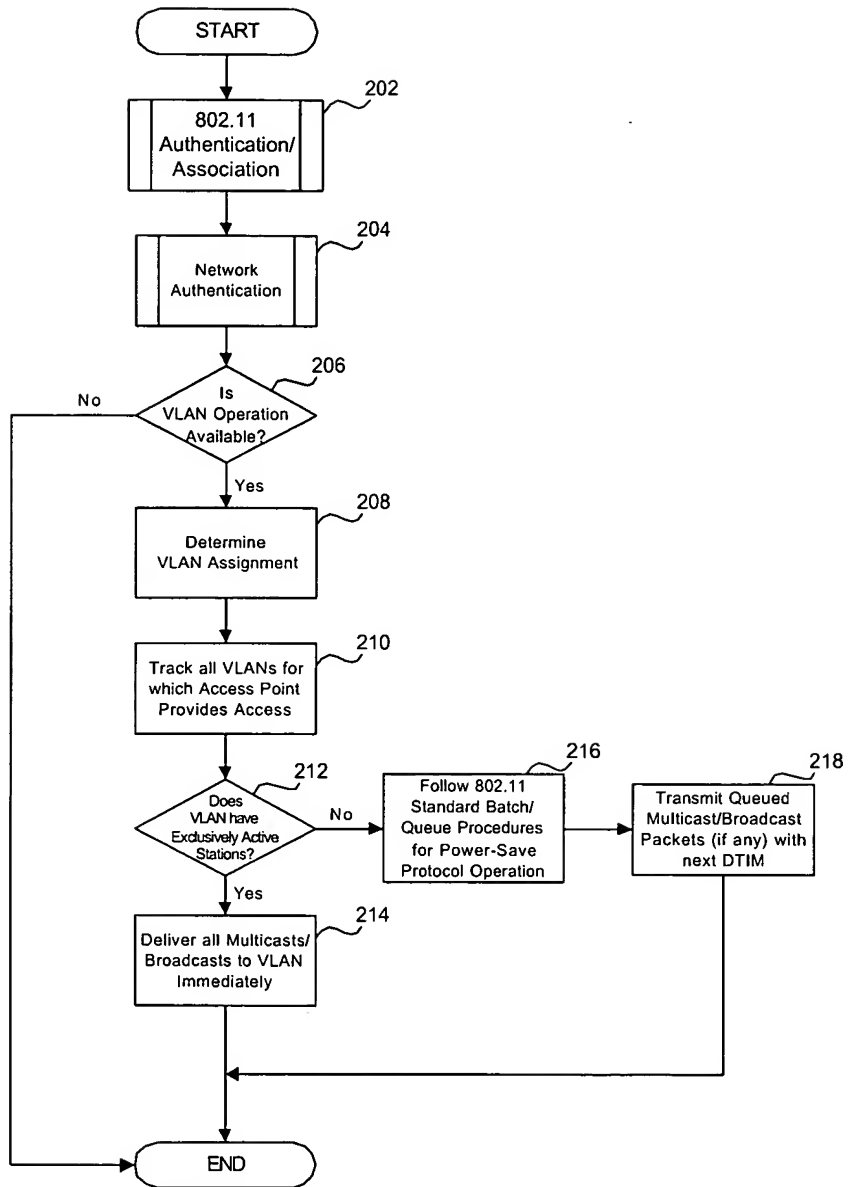 START
202
802.11
Authentication/
Association
204
Network
Authentication
206
Is
VLAN Operation
Available?
No
Yes
208
Determine
VLAN Assignment
210
Track all VLANs for
which Access Point
Provides Access
212
Does
VLAN have
Exclusively Active
Stations?
No
Yes
216
Follow 802.11
Standard Batch/
Queue Procedures
for Power-Save
Protocol Operation
218
Transmit Queued
Multicast/Broadcast
Packets (if any) with
next DTIM
214
Deliver all Multicasts/
Broadcasts to VLAN
Immediately
END